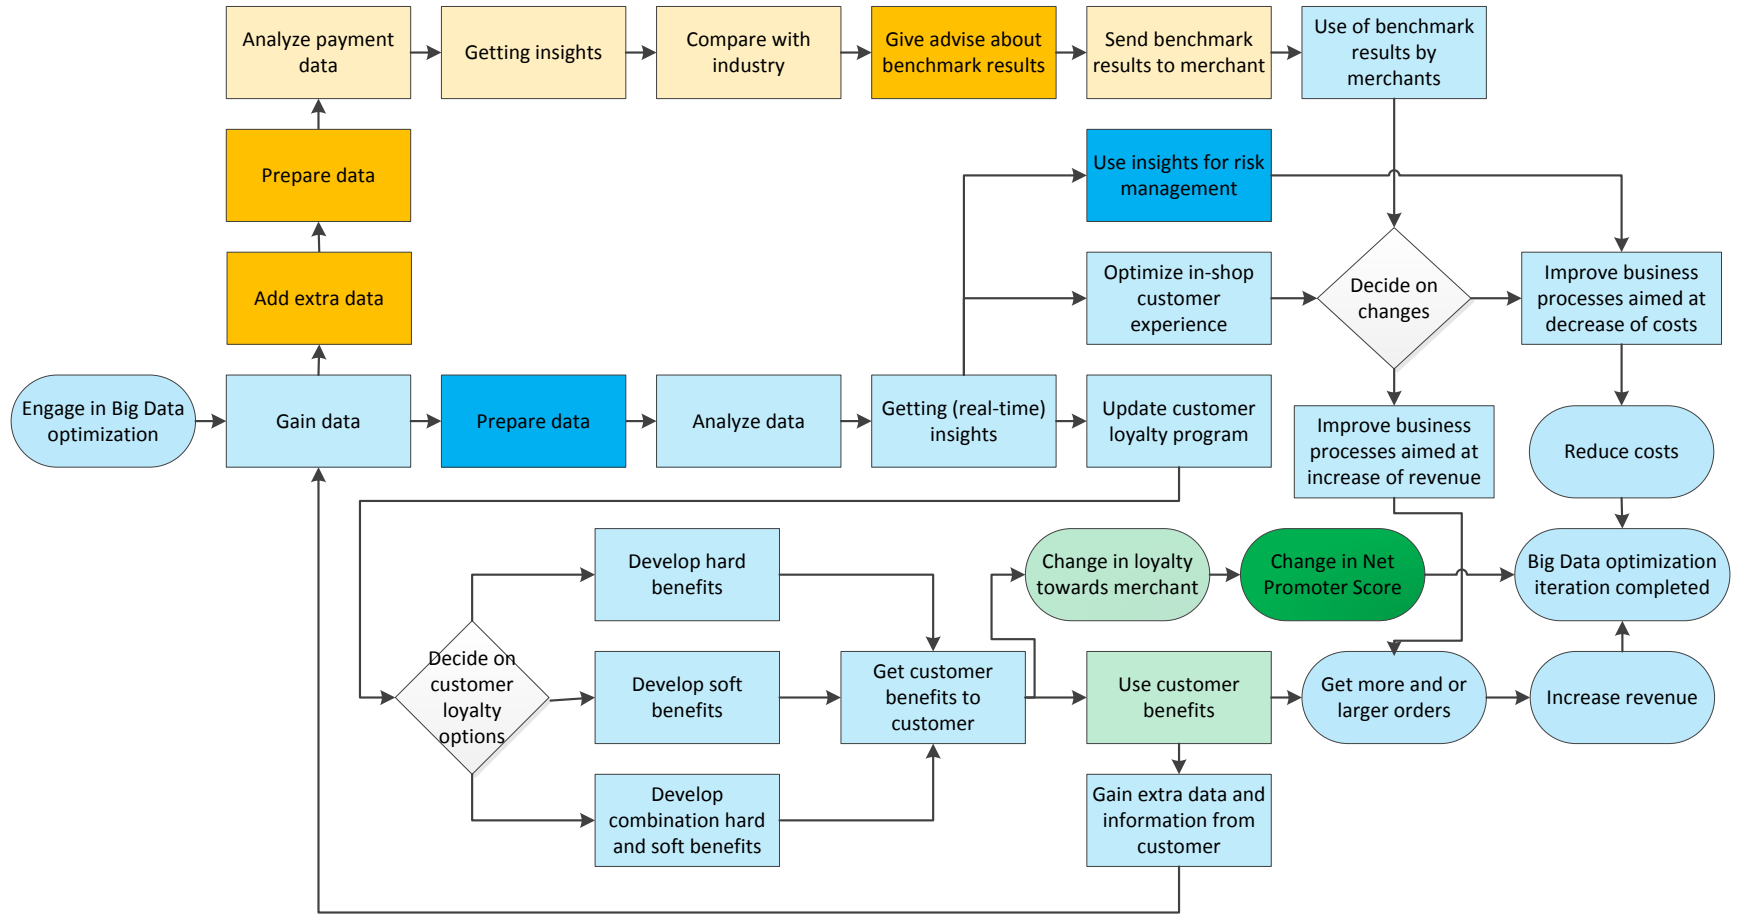 Analyze payment
data
Getting insights
Compare with
industry
Give advise about
benchmark results
Send benchmark
results to merchant
Use of benchmark
results by
merchants
Prepare data
Use insights for risk
management
Add extra data
Optimize in-shop
customer
experience
Decide on
changes
Improve business
processes aimed at
decrease of costs
Engage in Big Data
optimization
Gain data
Prepare data
Analyze data
Getting (real-time)
insights
Update customer
loyalty program
Improve business
processes aimed at
increase of revenue
Reduce costs
Develop hard
benefits
Change in loyalty
towards merchant
Change in Net
Promoter Score
Big Data optimization
iteration completed
Decide on
customer
loyalty
options
Develop soft
benefits
Get customer
benefits to
customer
Use customer
benefits
Get more and or
larger orders
Increase revenue
Develop
combination hard
and soft benefits
Gain extra data and
information from
customer